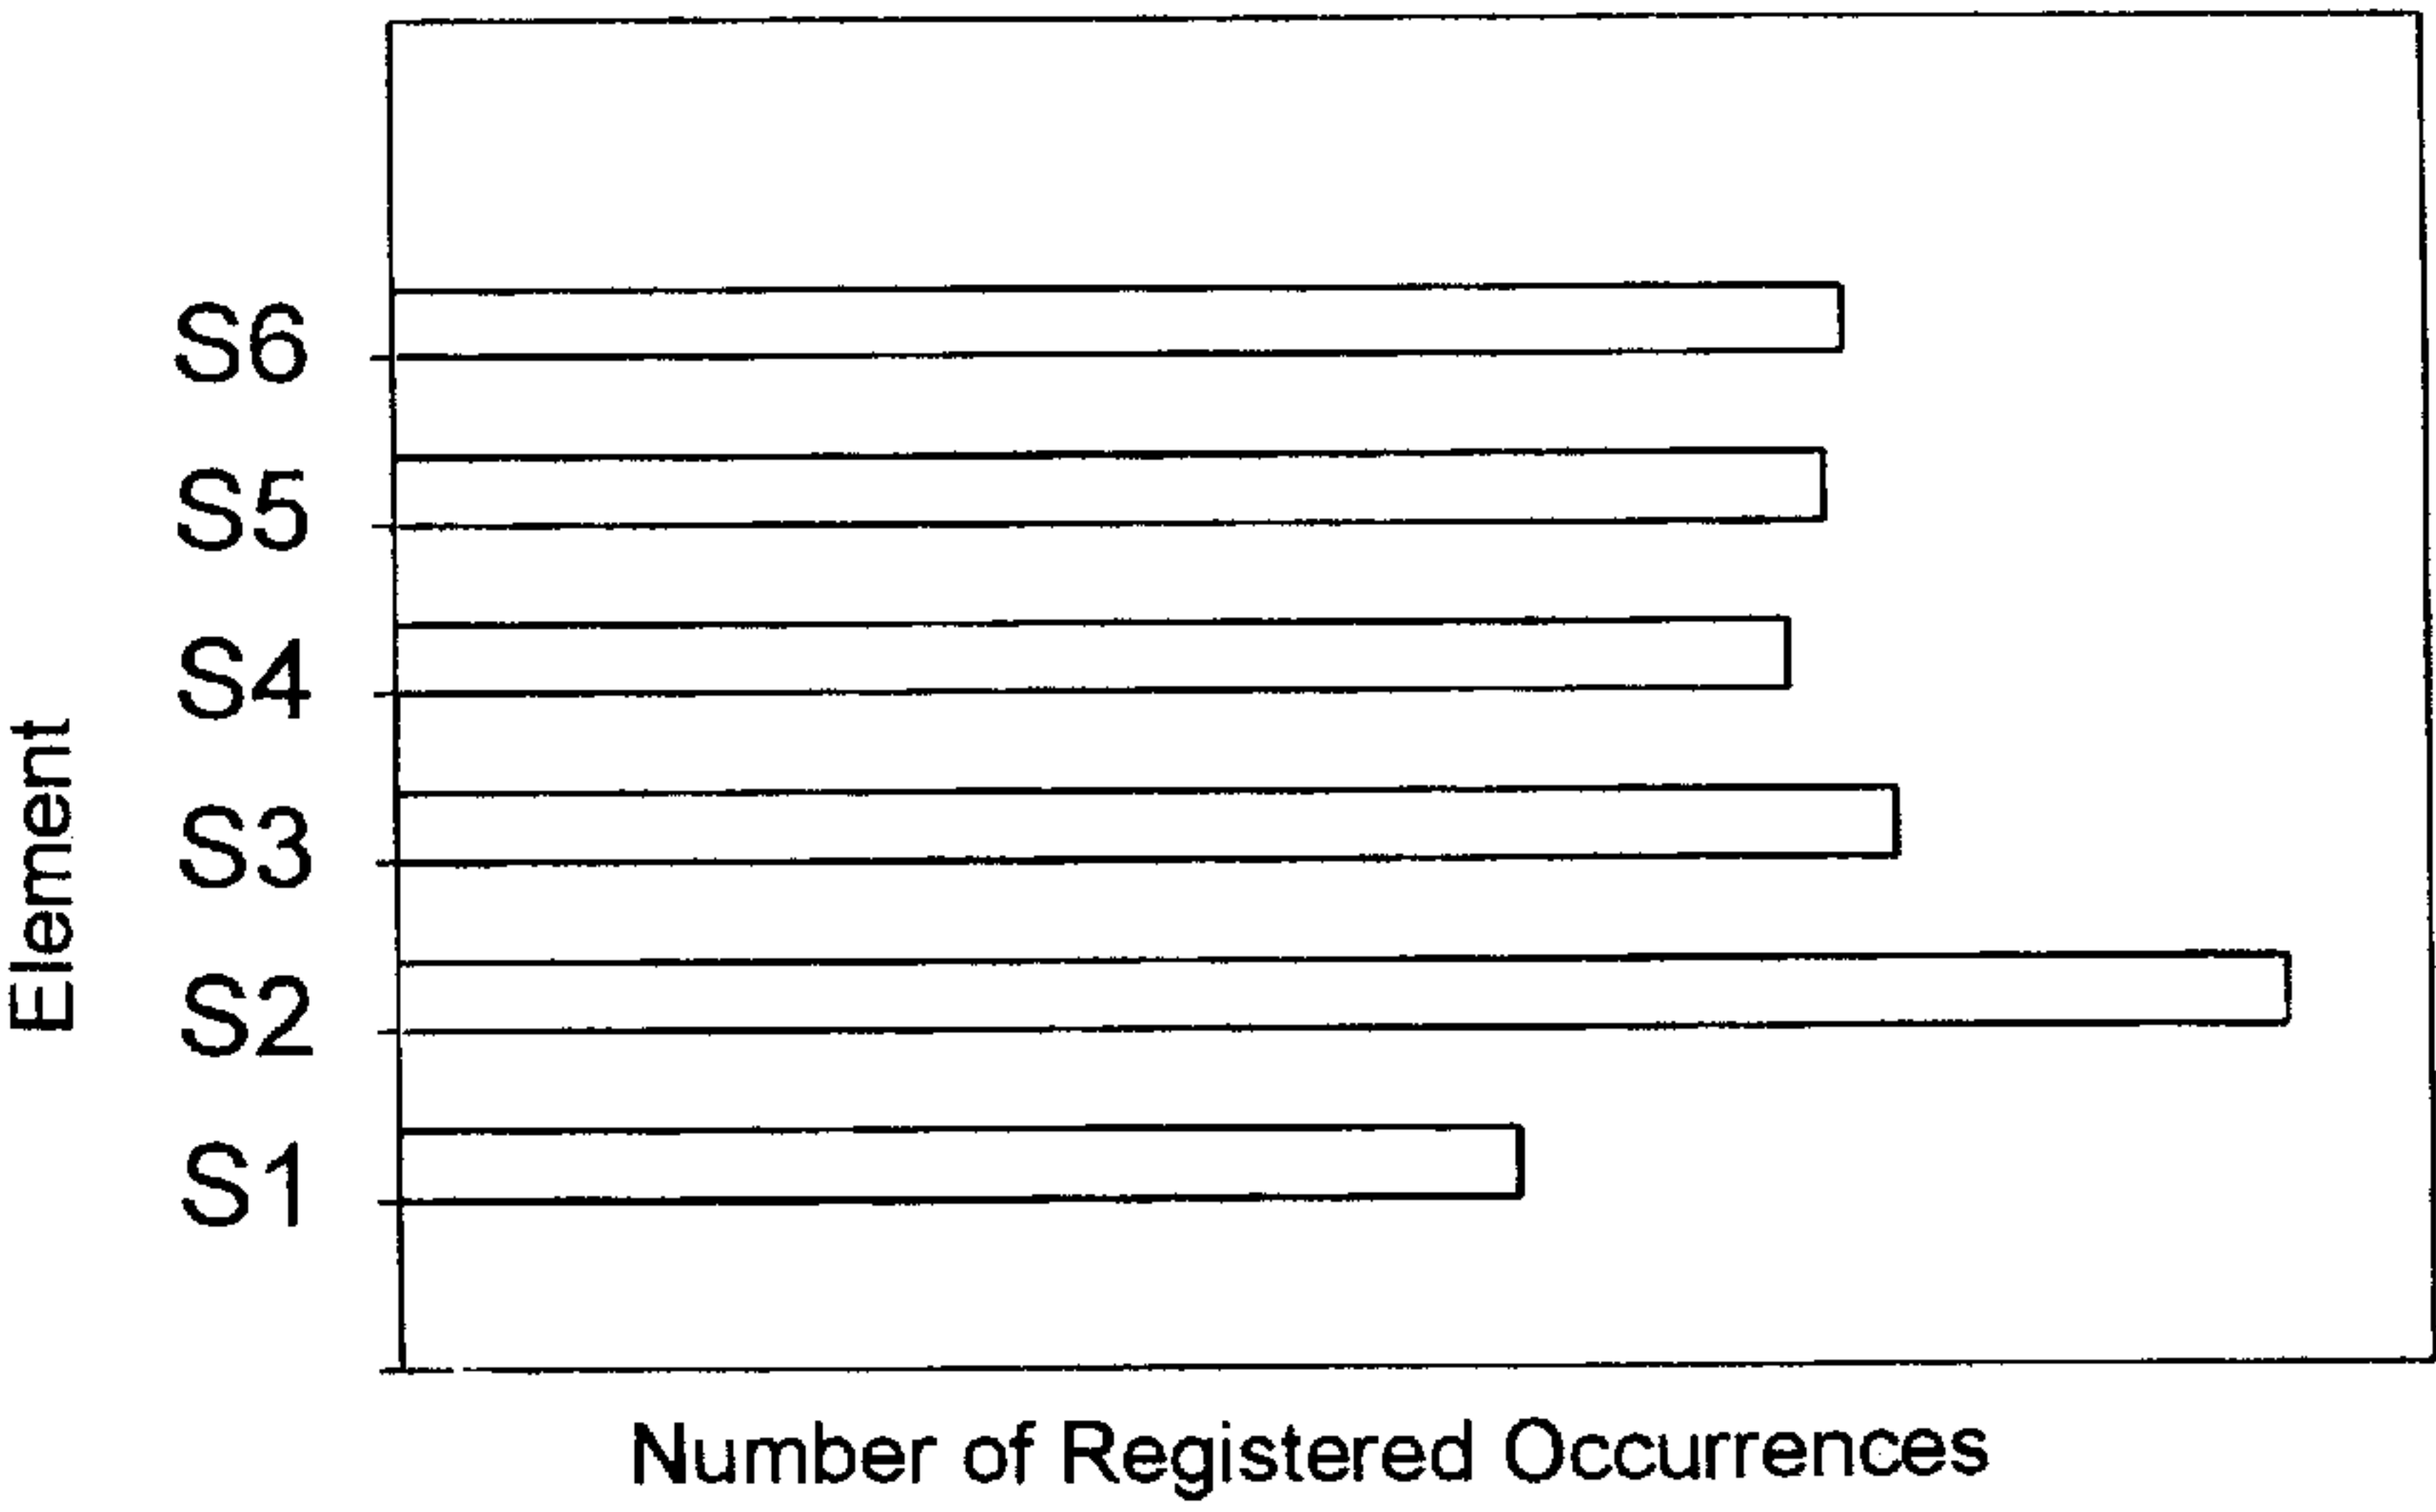 S6
S5
S4
S3
S2
S1
Element
Number of Registered Occurrences